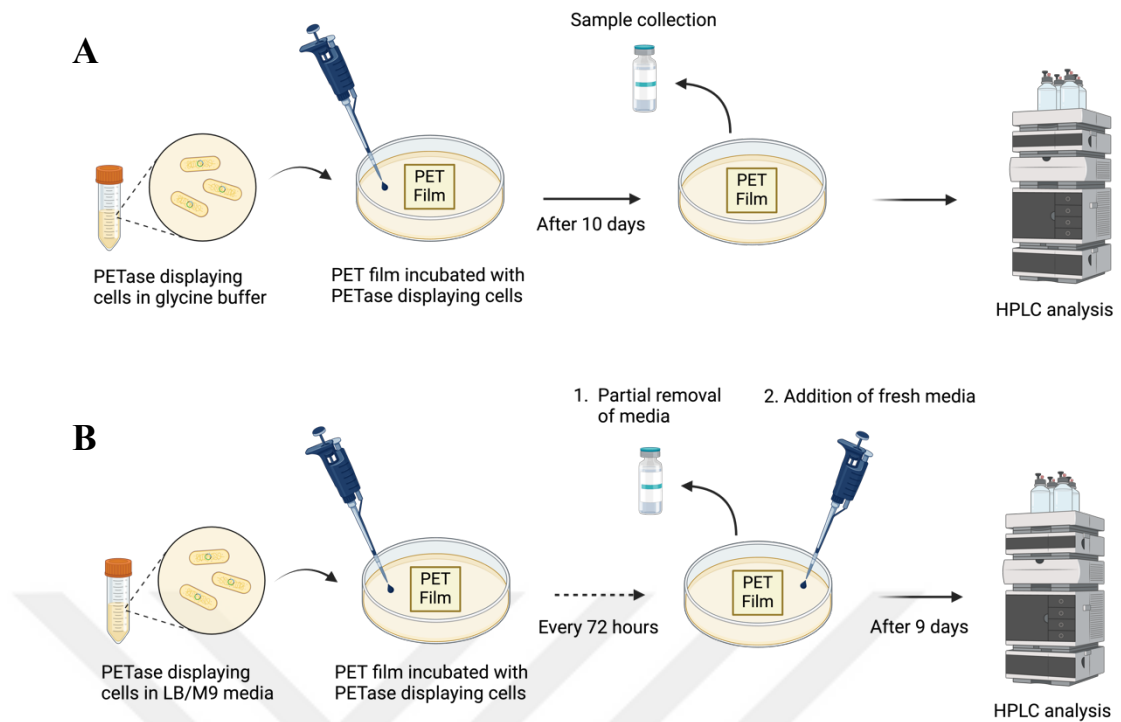 A
Sample collection
PET
Film
PET
Film
After 10 days
PETase displaying
cells in glycine buffer
PET film incubated with
PETase displaying cells
HPLC analysis
B
1. Partial removal
of media
2. Addition of fresh media
PET
Film
PET
Film
Every 72 hours
After 9 days
PETase displaying
cells in LB/M9 media
PET film incubated with
PETase displaying cells
HPLC analysis